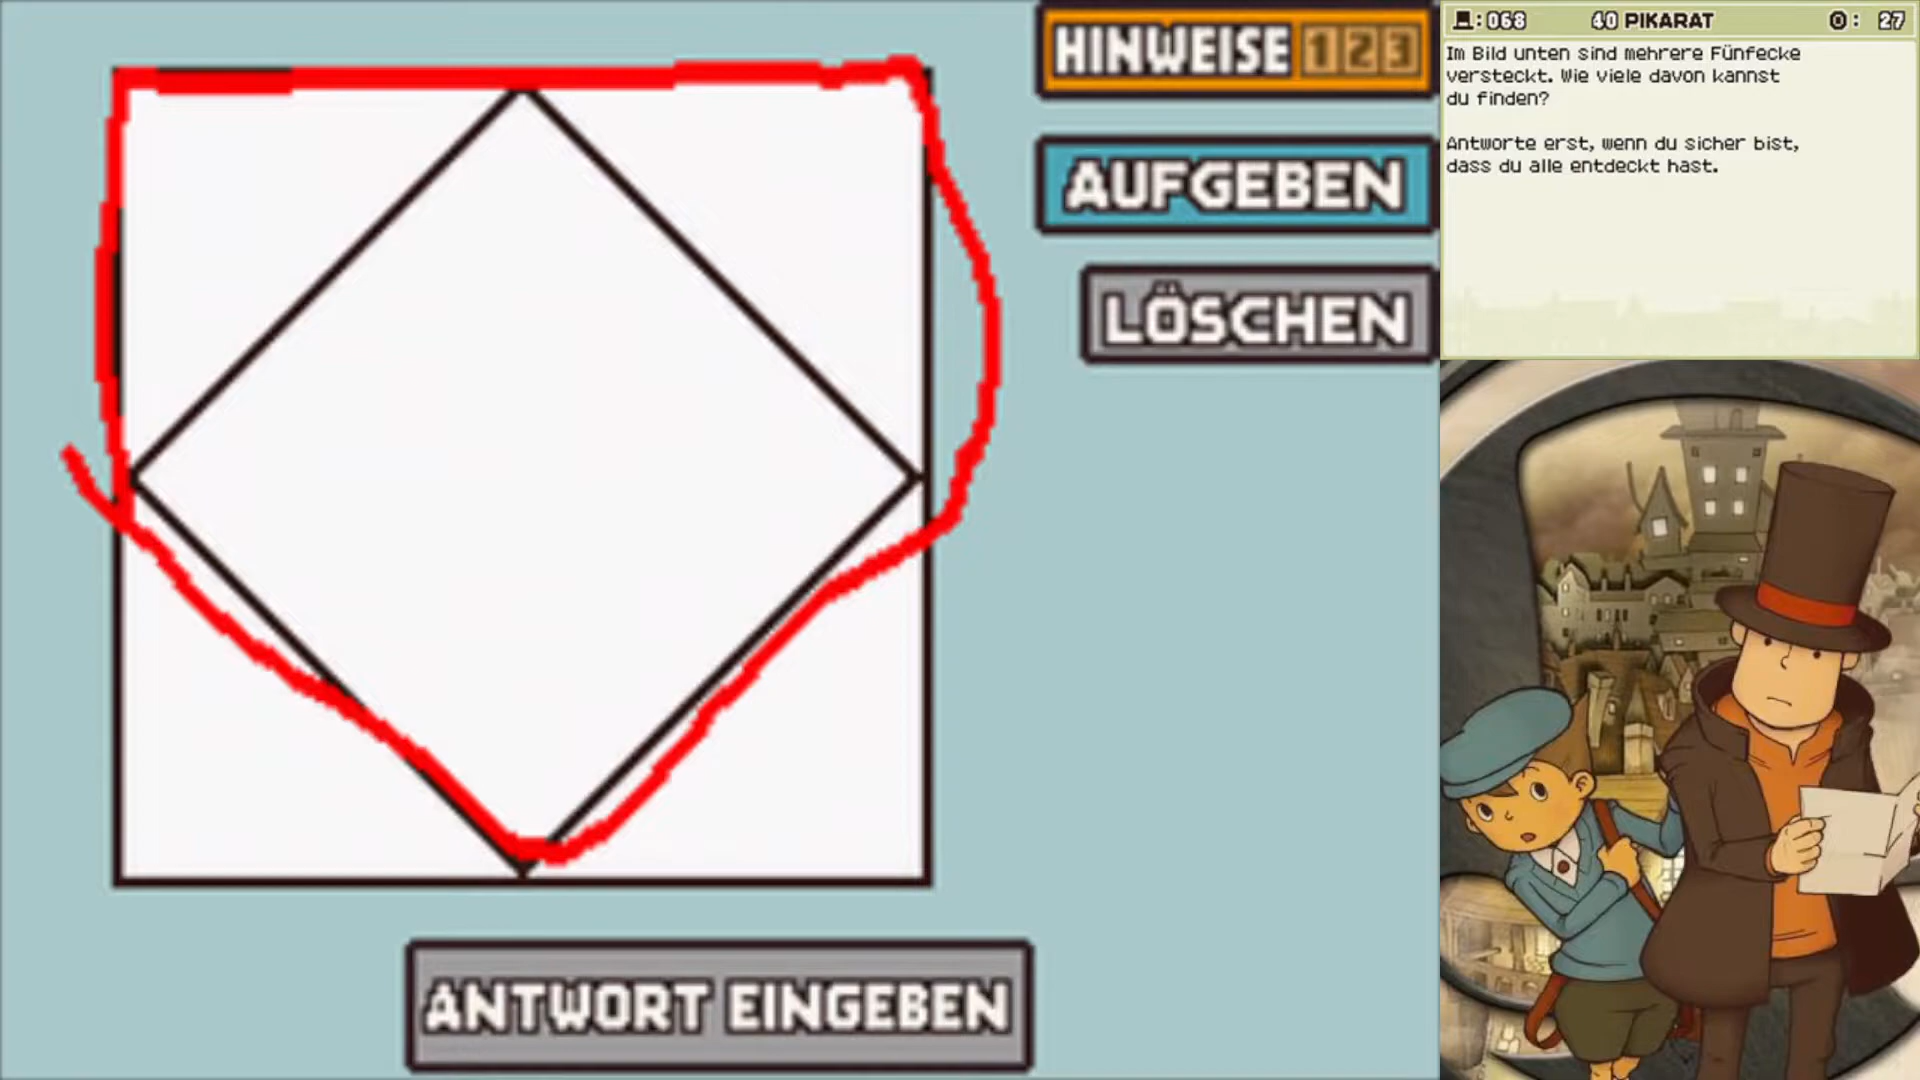 HINWEISE 1 2 3
AUFGEBEN
LÖSCHEN
ANTWORT EINGEBEN
:068 40 PIKARAT : 27
Im Bild unten sind mehrere Fünfecke
versteckt. Wie viele davon kannst
du finden?
Antworte erst, wenn du sicher bist,
dass du alle entdeckt hast.